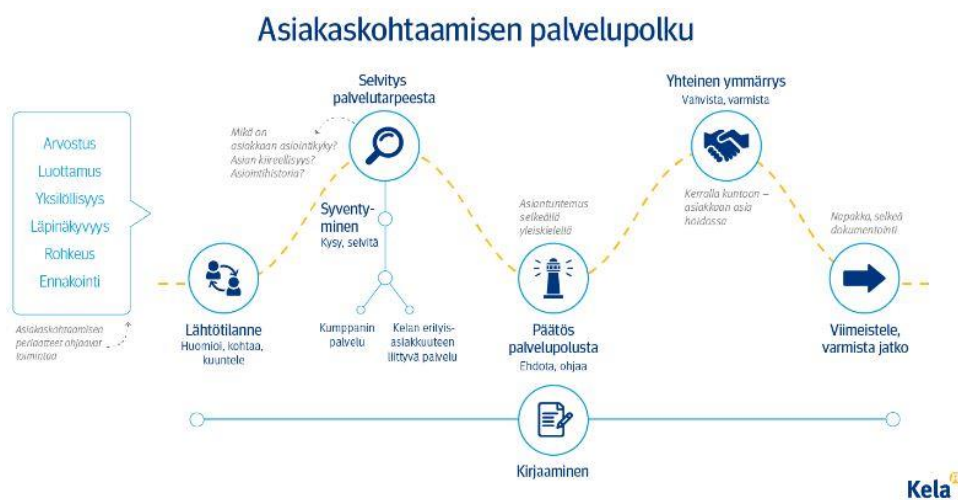 Asiakaskohtaamisen palvelupolku
Arvostus
Luottamus
Yksilöllisyys
Läpinäkyvyys
Rohkeus
Ennakointi
Asiakaskohtaamisen
periaatteet ohjaavat
toimintaa
Lähtötilanne
Huomioi, kohtaa,
kuuntele
Selvitys
palvelutarpeesta
Mikä on
asiakkaan asiointikyky?
Asian kiireellisyys?
Asiointihistoria?
Syventy-
minen
Kysy, selvitä
Kumppanin
palvelu
Kelan erityis-
asiakkuuteen
liittyvä palvelu
Asiantuntemus
selkeällä
yleiskielellä
Päätös
palvelupolusta
Ehdota, ohjaa
Yhteinen ymmärrys
Vahvista, varmista
Kerralla kuntoon –
asiakkaan asia
hoidossa
Napakka, selkeä
dokumentointi
Viimeistele,
varmista jatko
Kirjaaminen
Kela